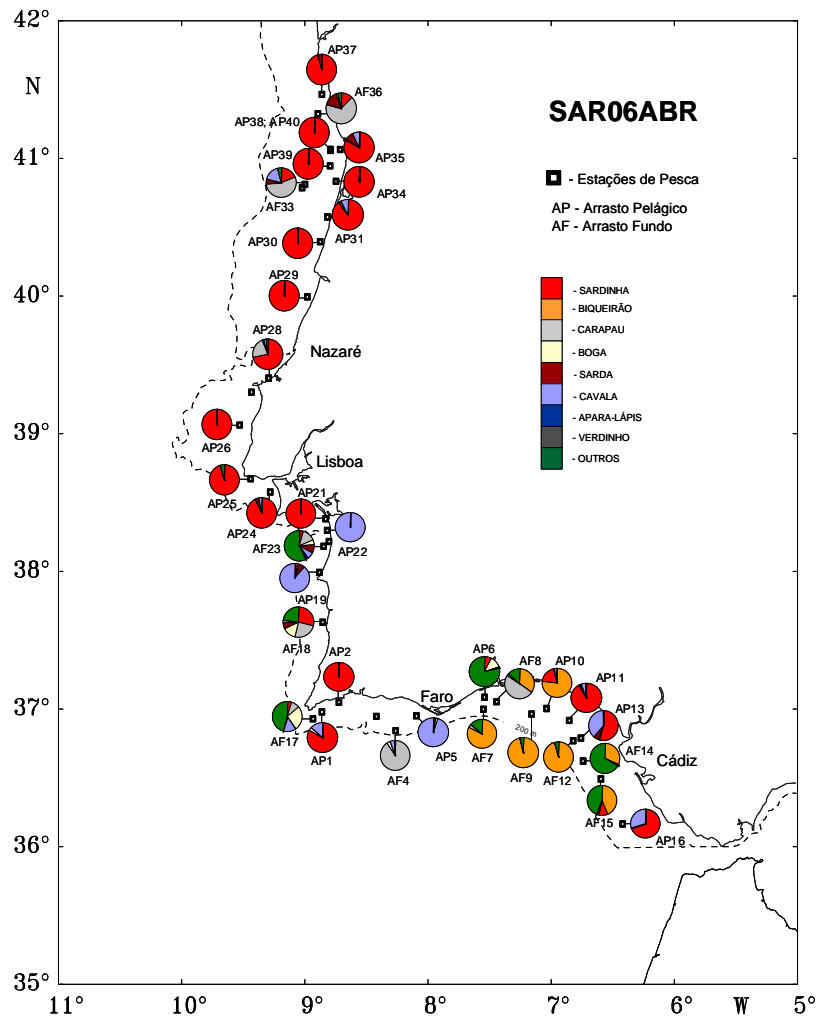 42°
N
41°
40°
39°
38°
37°
36°
35°
11°
10°
9°
8°
7°
6°
W
5°
SAR06ABR
- Estações de Pesca
AP - Arrasto Pelágico
AF - Arrasto Fundo
- SARDINHA
- BIQUEIRÃO
- CARAPAU
- BOGA
- SARDA
- CAVALA
- APARA-LÁPIS
- VERDINHO
- OUTROS
AP37
AF36
AP38; AP40
AP39
AP35
AP34
AF33
AP31
AP30
AP29
AP28
Nazaré
AP26
Lisboa
AP25
AP21
AP24
AP22
AF23
AP19
AF18
AP2
AP6
AF8
AP10
AP11
Faro
AP13
AF17
AP1
AF4
AP5
AF7
200 m
AF9
AF12
AF14
Cádiz
AF15
AP16